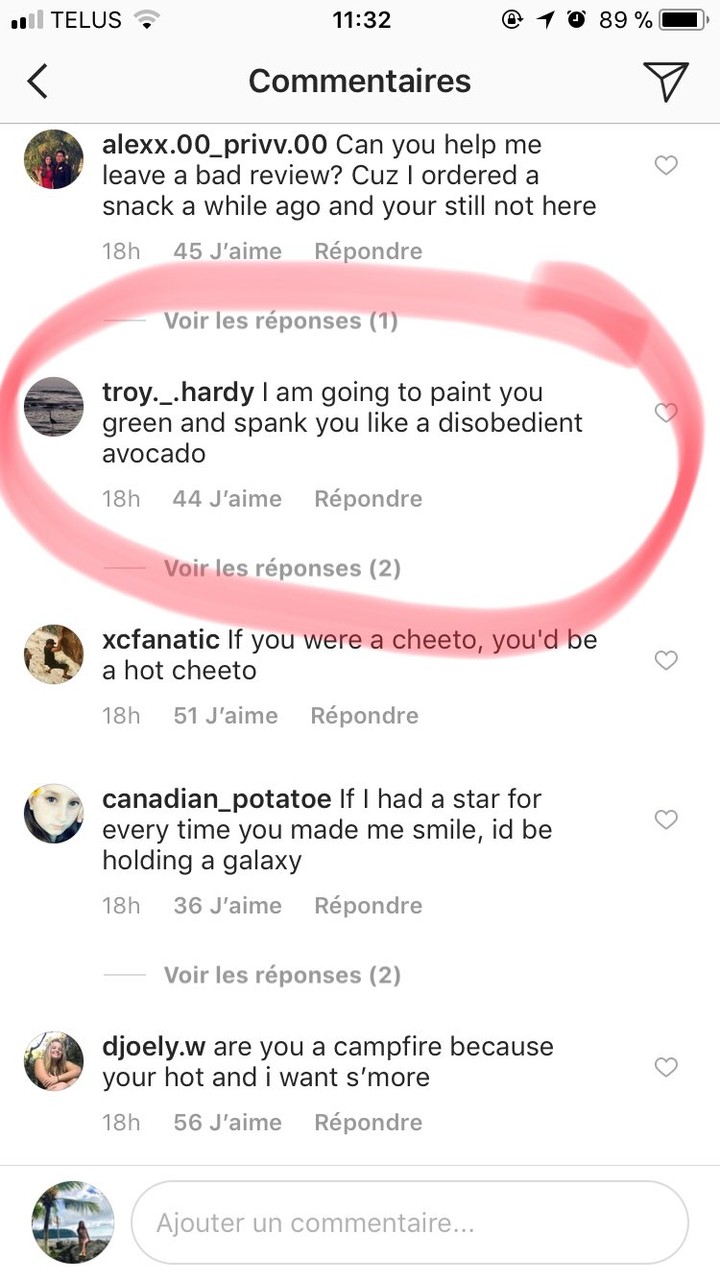 TELUS 11:32 89 %
Commentaires
alexx.00_privv.00 Can you help me
leave a bad review? Cuz I ordered a
snack a while ago and your still not here
18h 45 J’aime Répondre
Voir les réponses (1)
troy._.hardy I am going to paint you
green and spank you like a disobedient
avocado
18h 44 J’aime Répondre
Voir les réponses (2)
xcfanatic If you were a cheeto, you'd be
a hot cheeto
18h 51 J’aime Répondre
canadian_potatoe If I had a star for
every time you made me smile, id be
holding a galaxy
18h 36 J’aime Répondre
Voir les réponses (2)
djoely.w are you a campfire because
your hot and i want s’more
18h 56 J’aime Répondre
Ajouter un commentaire...